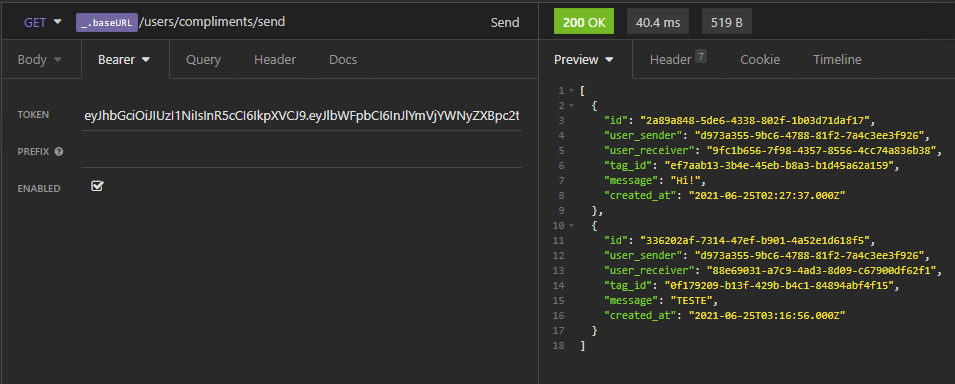 GET _.baseURL /users/compliments/send Send
200 OK 40.4 ms 519 B
Body Bearer Query Header Docs
Preview Header 7 Cookie Timeline
TOKEN eyJhbGciOiJIUzI1NiIsInR5cCI6IkpXVCJ9.eyJlbWFpbCI6InJlYmVjYWNyZXBpc2t
PREFIX
ENABLED
1 [
2 {
3 "id": "2a89a848-5de6-4338-802f-1b03d71daf17",
4 "user_sender": "d973a355-9bc6-4788-81f2-7a4c3ee3f926",
5 "user_receiver": "9fc1b656-7f98-4357-8556-4cc74a836b38",
6 "tag_id": "ef7aab13-3b4e-45eb-b8a3-b1d45a62a159",
7 "message": "Hi!",
8 "created_at": "2021-06-25T02:27:37.000Z"
9 },
10 {
11 "id": "336202af-7314-47ef-b901-4a52e1d618f5",
12 "user_sender": "d973a355-9bc6-4788-81f2-7a4c3ee3f926",
13 "user_receiver": "88e69031-a7c9-4ad3-8d09-c67900df62f1",
14 "tag_id": "0f179209-b13f-429b-b4c1-84894abf4f15",
15 "message": "TESTE",
16 "created_at": "2021-06-25T03:16:56.000Z"
17 }
18 ]